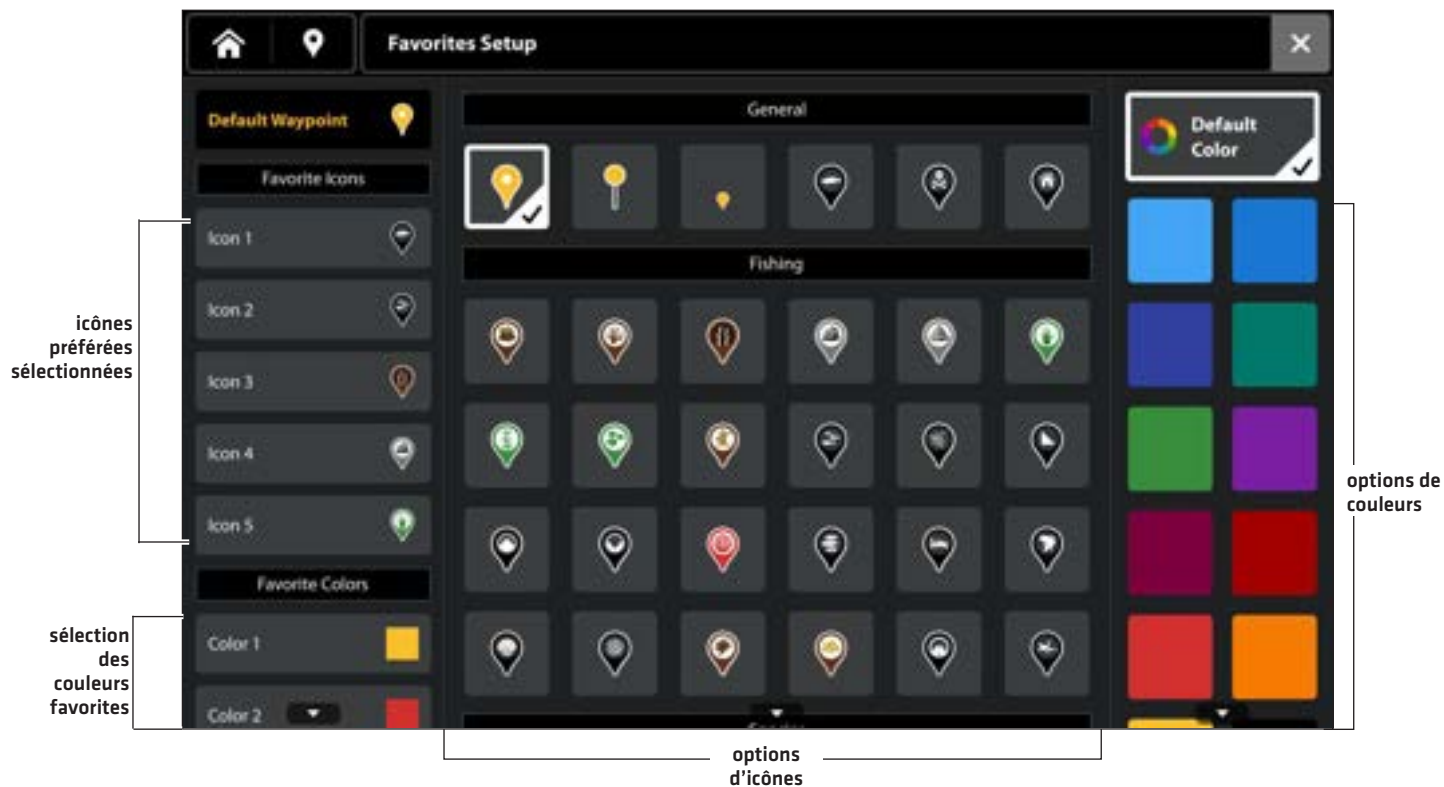 Favorites Setup
Default Waypoint
Favorite Icons
Icon 1
Icon 2
Icon 3
Icon 4
Icon 5
Favorite Colors
Color 1
Color 2
General
Fishing
Default
Color
icônes
préférées
sélectionnées
sélection
des
couleurs
favorites
options
d'icônes
options de
couleurs